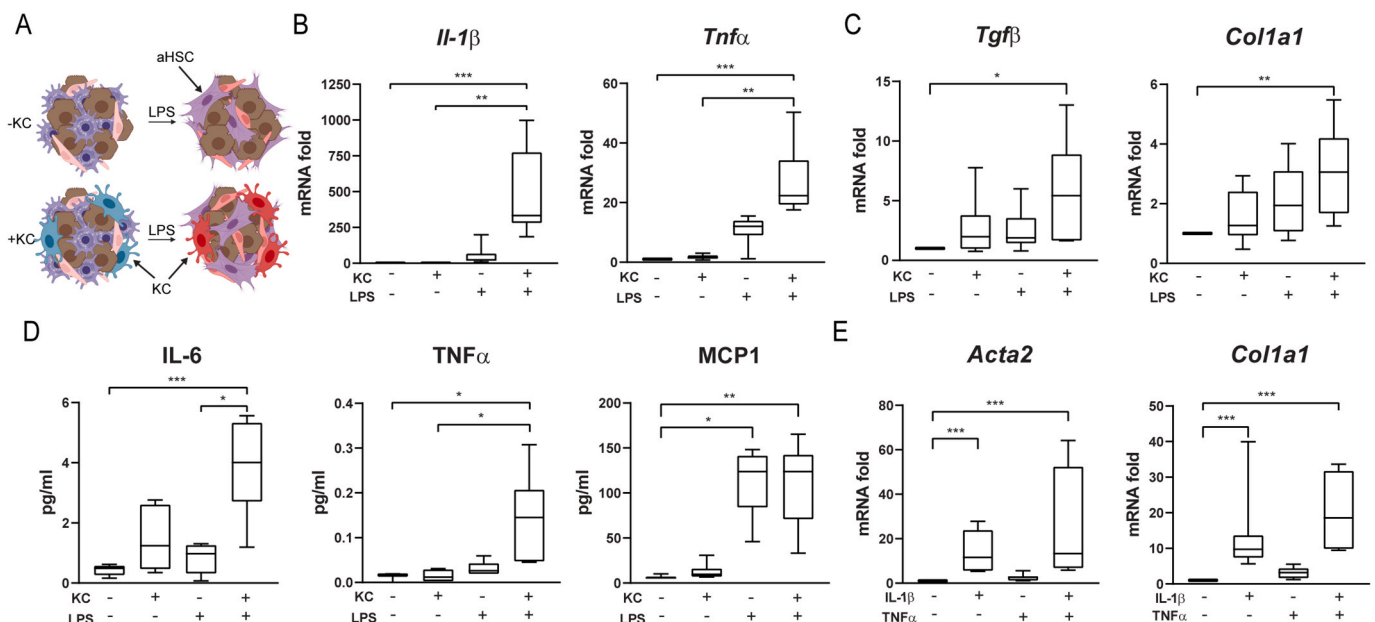 A
aHSC
-KC
LPS
+KC
LPS
KC
B
Il-1β
mRNA fold
1250
1000
750
500
250
0
***
**
KC - + - +
LPS - - + +
Tnfα
mRNA fold
60
40
20
0
***
**
- + - +
- - + +
C
Tgfβ
mRNA fold
15
10
5
0
*
KC - + - +
LPS - - + +
Col1a1
mRNA fold
6
4
2
0
**
- + - +
- - + +
D
IL-6
pg/ml
6
4
2
0
***
*
KC - + - +
LPS - - + +
TNFα
pg/ml
0.4
0.3
0.2
0.1
0.0
*
*
KC - + - +
LPS - - + +
MCP1
pg/ml
200
150
100
50
0
**
*
KC - + - +
LPS - - + +
E
Acta2
mRNA fold
80
60
40
20
0
***
***
IL-1β - + - +
TNFα - - + +
Col1a1
mRNA fold
50
40
30
20
10
0
***
***
IL-1β - + - +
TNFα - - + +